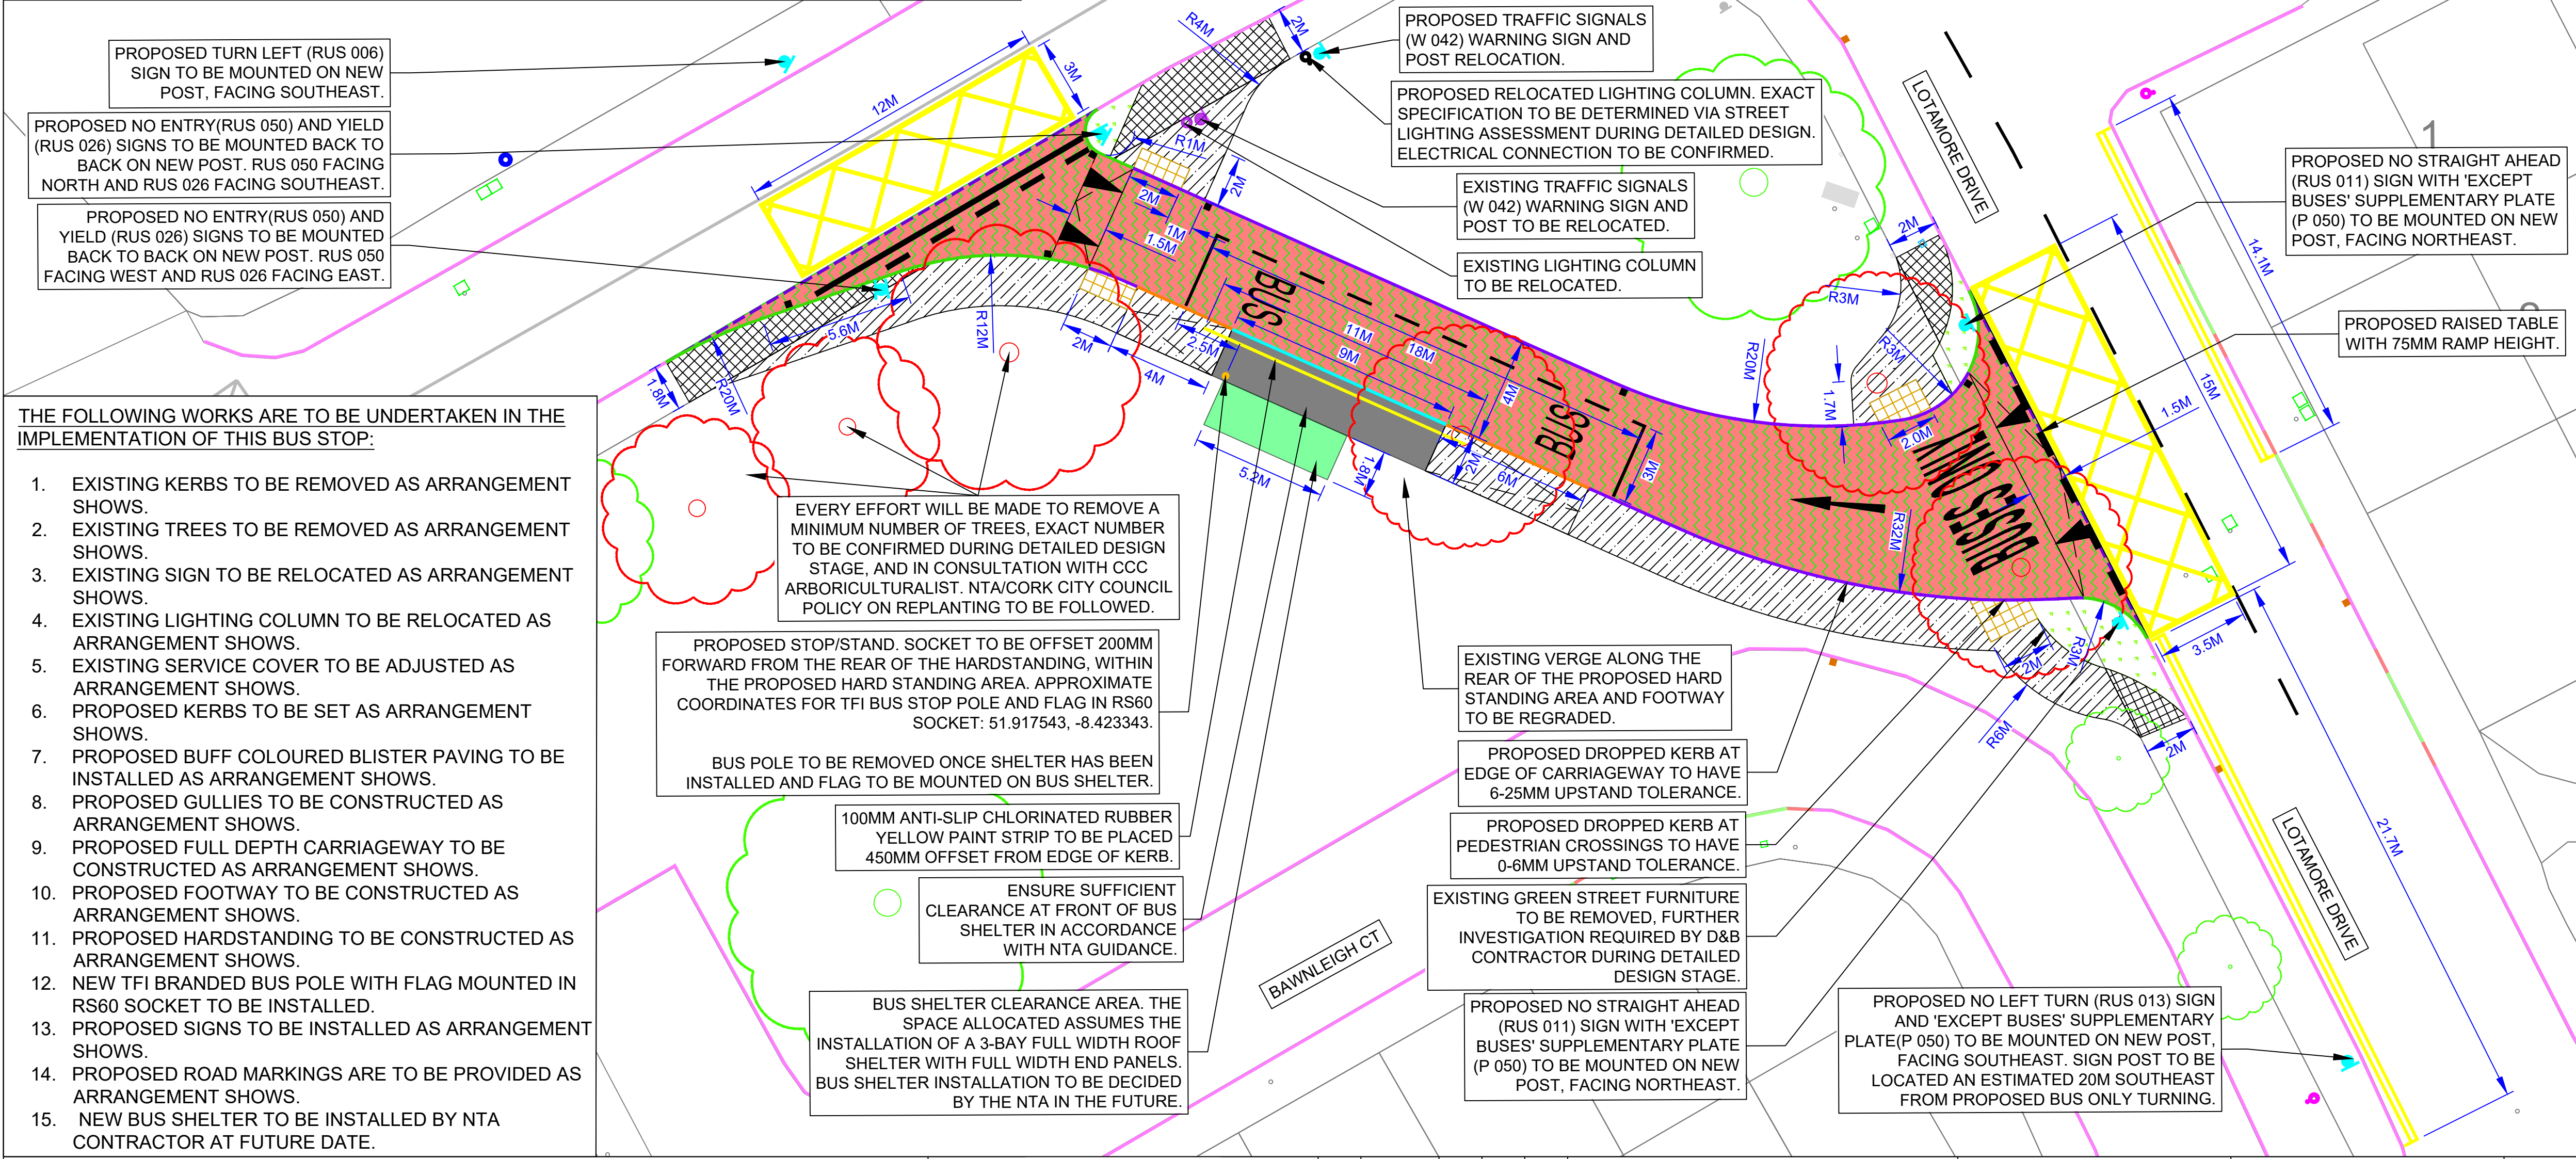 PROPOSED TURN LEFT (RUS 006)
SIGN TO BE MOUNTED ON NEW
POST, FACING SOUTHEAST.
PROPOSED NO ENTRY(RUS 050) AND YIELD
(RUS 026) SIGNS TO BE MOUNTED BACK TO
BACK ON NEW POST. RUS 050 FACING
NORTH AND RUS 026 FACING SOUTHEAST.
PROPOSED NO ENTRY(RUS 050) AND
YIELD (RUS 026) SIGNS TO BE MOUNTED
BACK TO BACK ON NEW POST. RUS 050
FACING WEST AND RUS 026 FACING EAST.
THE FOLLOWING WORKS ARE TO BE UNDERTAKEN IN THE
IMPLEMENTATION OF THIS BUS STOP:
1. EXISTING KERBS TO BE REMOVED AS ARRANGEMENT
SHOWS.
2. EXISTING TREES TO BE REMOVED AS ARRANGEMENT
SHOWS.
3. EXISTING SIGN TO BE RELOCATED AS ARRANGEMENT
SHOWS.
4. EXISTING LIGHTING COLUMN TO BE RELOCATED AS
ARRANGEMENT SHOWS.
5. EXISTING SERVICE COVER TO BE ADJUSTED AS
ARRANGEMENT SHOWS.
6. PROPOSED KERBS TO BE SET AS ARRANGEMENT
SHOWS.
7. PROPOSED BUFF COLOURED BLISTER PAVING TO BE
INSTALLED AS ARRANGEMENT SHOWS.
8. PROPOSED GULLIES TO BE CONSTRUCTED AS
ARRANGEMENT SHOWS.
9. PROPOSED FULL DEPTH CARRIAGEWAY TO BE
CONSTRUCTED AS ARRANGEMENT SHOWS.
10. PROPOSED FOOTWAY TO BE CONSTRUCTED AS
ARRANGEMENT SHOWS.
11. PROPOSED HARDSTANDING TO BE CONSTRUCTED AS
ARRANGEMENT SHOWS.
12. NEW TFI BRANDED BUS POLE WITH FLAG MOUNTED IN
RS60 SOCKET TO BE INSTALLED.
13. PROPOSED SIGNS TO BE INSTALLED AS ARRANGEMENT
SHOWS.
14. PROPOSED ROAD MARKINGS ARE TO BE PROVIDED AS
ARRANGEMENT SHOWS.
15. NEW BUS SHELTER TO BE INSTALLED BY NTA
CONTRACTOR AT FUTURE DATE.
12M
3M
R4M
2M
R1M
2M
2M
1M
1.5M
5.6M
R12M
2M
4M
2.5M
1.8M
R20M
BUS
11M
9M
18M
4M
BUS
3M
2M
6M
1.8M
5.2M
R20M
R3M
R3M
1.7M
2.0M
2M
R32M
BUSES AMHÁIN
R3M
2M
R6M
2M
3.5M
1.5M
15M
14.1M
21.7M
1
PROPOSED TRAFFIC SIGNALS
(W 042) WARNING SIGN AND
POST RELOCATION.
PROPOSED RELOCATED LIGHTING COLUMN. EXACT
SPECIFICATION TO BE DETERMINED VIA STREET
LIGHTING ASSESSMENT DURING DETAILED DESIGN.
ELECTRICAL CONNECTION TO BE CONFIRMED.
EXISTING TRAFFIC SIGNALS
(W 042) WARNING SIGN AND
POST TO BE RELOCATED.
EXISTING LIGHTING COLUMN
TO BE RELOCATED.
LOTAMORE DRIVE
PROPOSED NO STRAIGHT AHEAD
(RUS 011) SIGN WITH 'EXCEPT
BUSES' SUPPLEMENTARY PLATE
(P 050) TO BE MOUNTED ON NEW
POST, FACING NORTHEAST.
PROPOSED RAISED TABLE
WITH 75MM RAMP HEIGHT.
EVERY EFFORT WILL BE MADE TO REMOVE A
MINIMUM NUMBER OF TREES, EXACT NUMBER
TO BE CONFIRMED DURING DETAILED DESIGN
STAGE, AND IN CONSULTATION WITH CCC
ARBORICULTURALIST. NTA/CORK CITY COUNCIL
POLICY ON REPLANTING TO BE FOLLOWED.
PROPOSED STOP/STAND. SOCKET TO BE OFFSET 200MM
FORWARD FROM THE REAR OF THE HARDSTANDING, WITHIN
THE PROPOSED HARD STANDING AREA. APPROXIMATE
COORDINATES FOR TFI BUS STOP POLE AND FLAG IN RS60
SOCKET: 51.917543, -8.423343.
BUS POLE TO BE REMOVED ONCE SHELTER HAS BEEN
INSTALLED AND FLAG TO BE MOUNTED ON BUS SHELTER.
100MM ANTI-SLIP CHLORINATED RUBBER
YELLOW PAINT STRIP TO BE PLACED
450MM OFFSET FROM EDGE OF KERB.
ENSURE SUFFICIENT
CLEARANCE AT FRONT OF BUS
SHELTER IN ACCORDANCE
WITH NTA GUIDANCE.
BUS SHELTER CLEARANCE AREA. THE
SPACE ALLOCATED ASSUMES THE
INSTALLATION OF A 3-BAY FULL WIDTH ROOF
SHELTER WITH FULL WIDTH END PANELS.
BUS SHELTER INSTALLATION TO BE DECIDED
BY THE NTA IN THE FUTURE.
BAWNLEIGH CT
EXISTING VERGE ALONG THE
REAR OF THE PROPOSED HARD
STANDING AREA AND FOOTWAY
TO BE REGRADED.
PROPOSED DROPPED KERB AT
EDGE OF CARRIAGEWAY TO HAVE
6-25MM UPSTAND TOLERANCE.
PROPOSED DROPPED KERB AT
PEDESTRIAN CROSSINGS TO HAVE
0-6MM UPSTAND TOLERANCE.
EXISTING GREEN STREET FURNITURE
TO BE REMOVED, FURTHER
INVESTIGATION REQUIRED BY D&B
CONTRACTOR DURING DETAILED
DESIGN STAGE.
PROPOSED NO STRAIGHT AHEAD
(RUS 011) SIGN WITH 'EXCEPT
BUSES' SUPPLEMENTARY PLATE
(P 050) TO BE MOUNTED ON NEW
POST, FACING NORTHEAST.
PROPOSED NO LEFT TURN (RUS 013) SIGN
AND 'EXCEPT BUSES' SUPPLEMENTARY
PLATE(P 050) TO BE MOUNTED ON NEW POST,
FACING SOUTHEAST. SIGN POST TO BE
LOCATED AN ESTIMATED 20M SOUTHEAST
FROM PROPOSED BUS ONLY TURNING.
LOTAMORE DRIVE